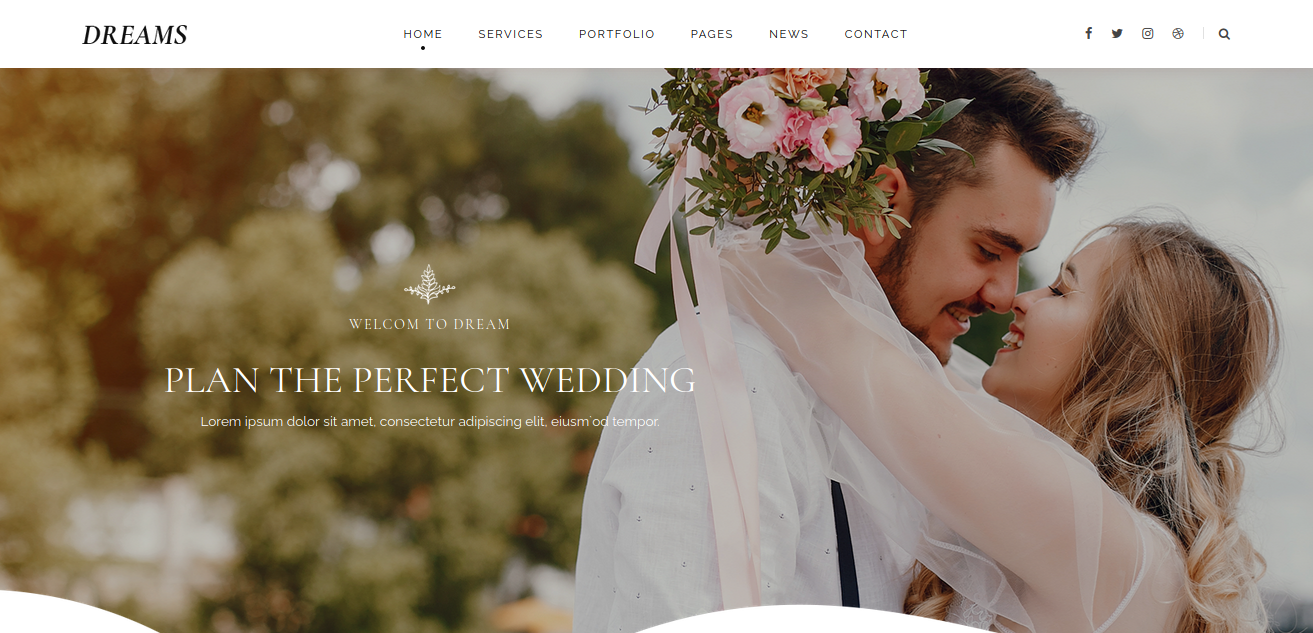 DREAMS
HOME SERVICES PORTFOLIO PAGES NEWS CONTACT
WELCOM TO DREAM
PLAN THE PERFECT WEDDING
Lorem ipsum dolor sit amet, consectetur adipiscing elit, eiusm'od tempor.